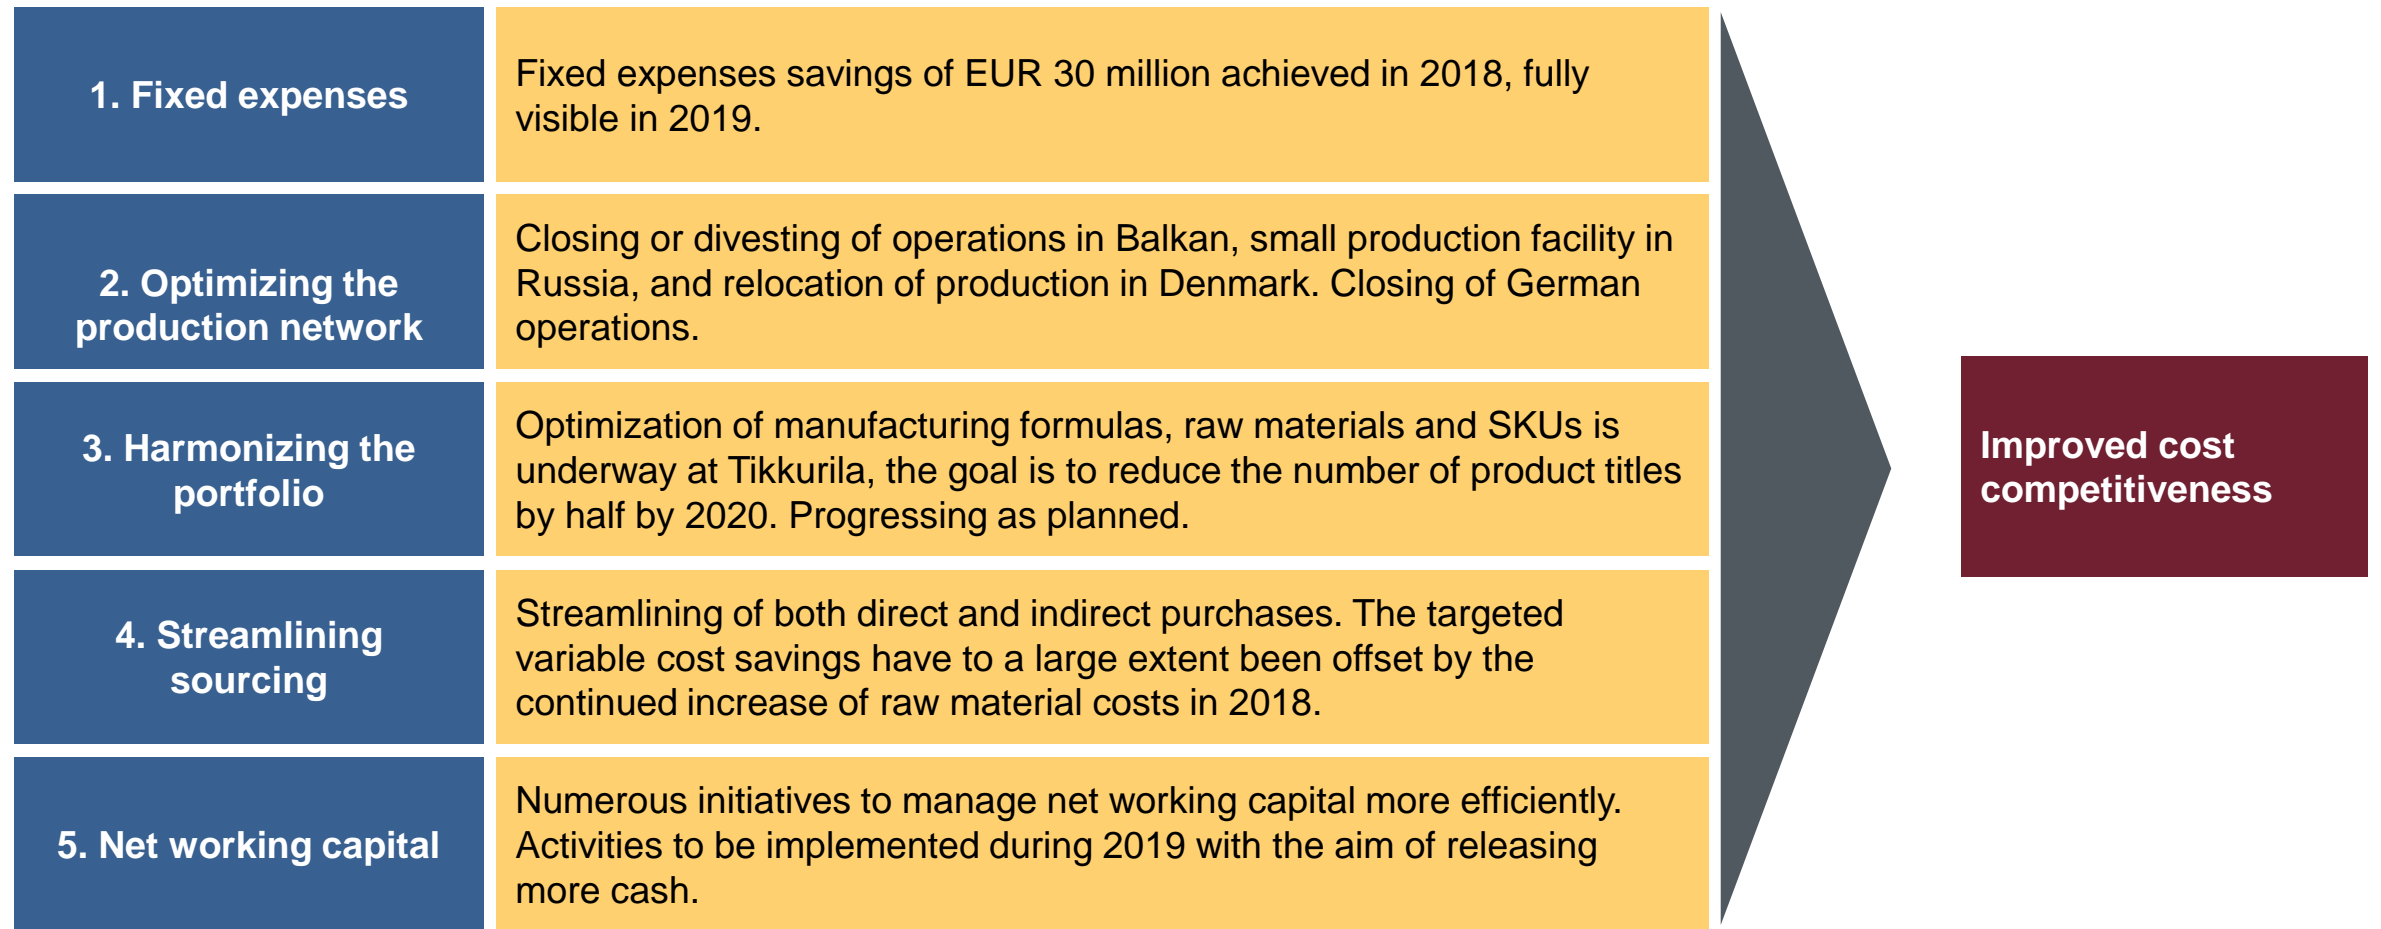 1. Fixed expenses
Fixed expenses savings of EUR 30 million achieved in 2018, fully
visible in 2019.
2. Optimizing the
production network
Closing or divesting of operations in Balkan, small production facility in
Russia, and relocation of production in Denmark. Closing of German
operations.
3. Harmonizing the
portfolio
Optimization of manufacturing formulas, raw materials and SKUs is
underway at Tikkurila, the goal is to reduce the number of product titles
by half by 2020. Progressing as planned.
4. Streamlining
sourcing
Streamlining of both direct and indirect purchases. The targeted
variable cost savings have to a large extent been offset by the
continued increase of raw material costs in 2018.
5. Net working capital
Numerous initiatives to manage net working capital more efficiently.
Activities to be implemented during 2019 with the aim of releasing
more cash.
Improved cost
competitiveness